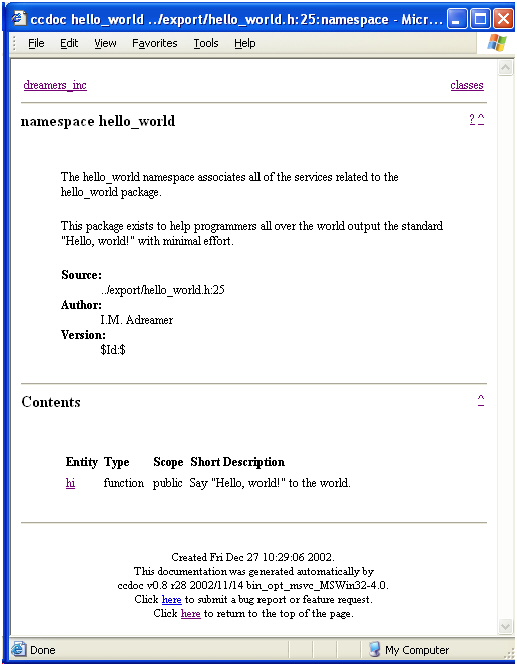 ccdoc hello_world ../export/hello_world.h:25:namespace - Micr...
File Edit View Favorites Tools Help
dreamers_inc classes
namespace hello_world ? ^
The hello_world namespace associates all of the services related to the
hello_world package.
This package exists to help programmers all over the world output the standard
"Hello, world!" with minimal effort.
Source:
../export/hello_world.h:25
Author:
I.M. Adreamer
Version:
$Id:$
Contents ^
Entity Type Scope Short Description
hi function public Say "Hello, world!" to the world.
Created Fri Dec 27 10:29:06 2002.
This documentation was generated automatically by
ccdoc v0.8 r28 2002/11/14 bin_opt_msvc_MSWin32-4.0.
Click here to submit a bug report or feature request.
Click here to return to the top of the page.
Done My Computer